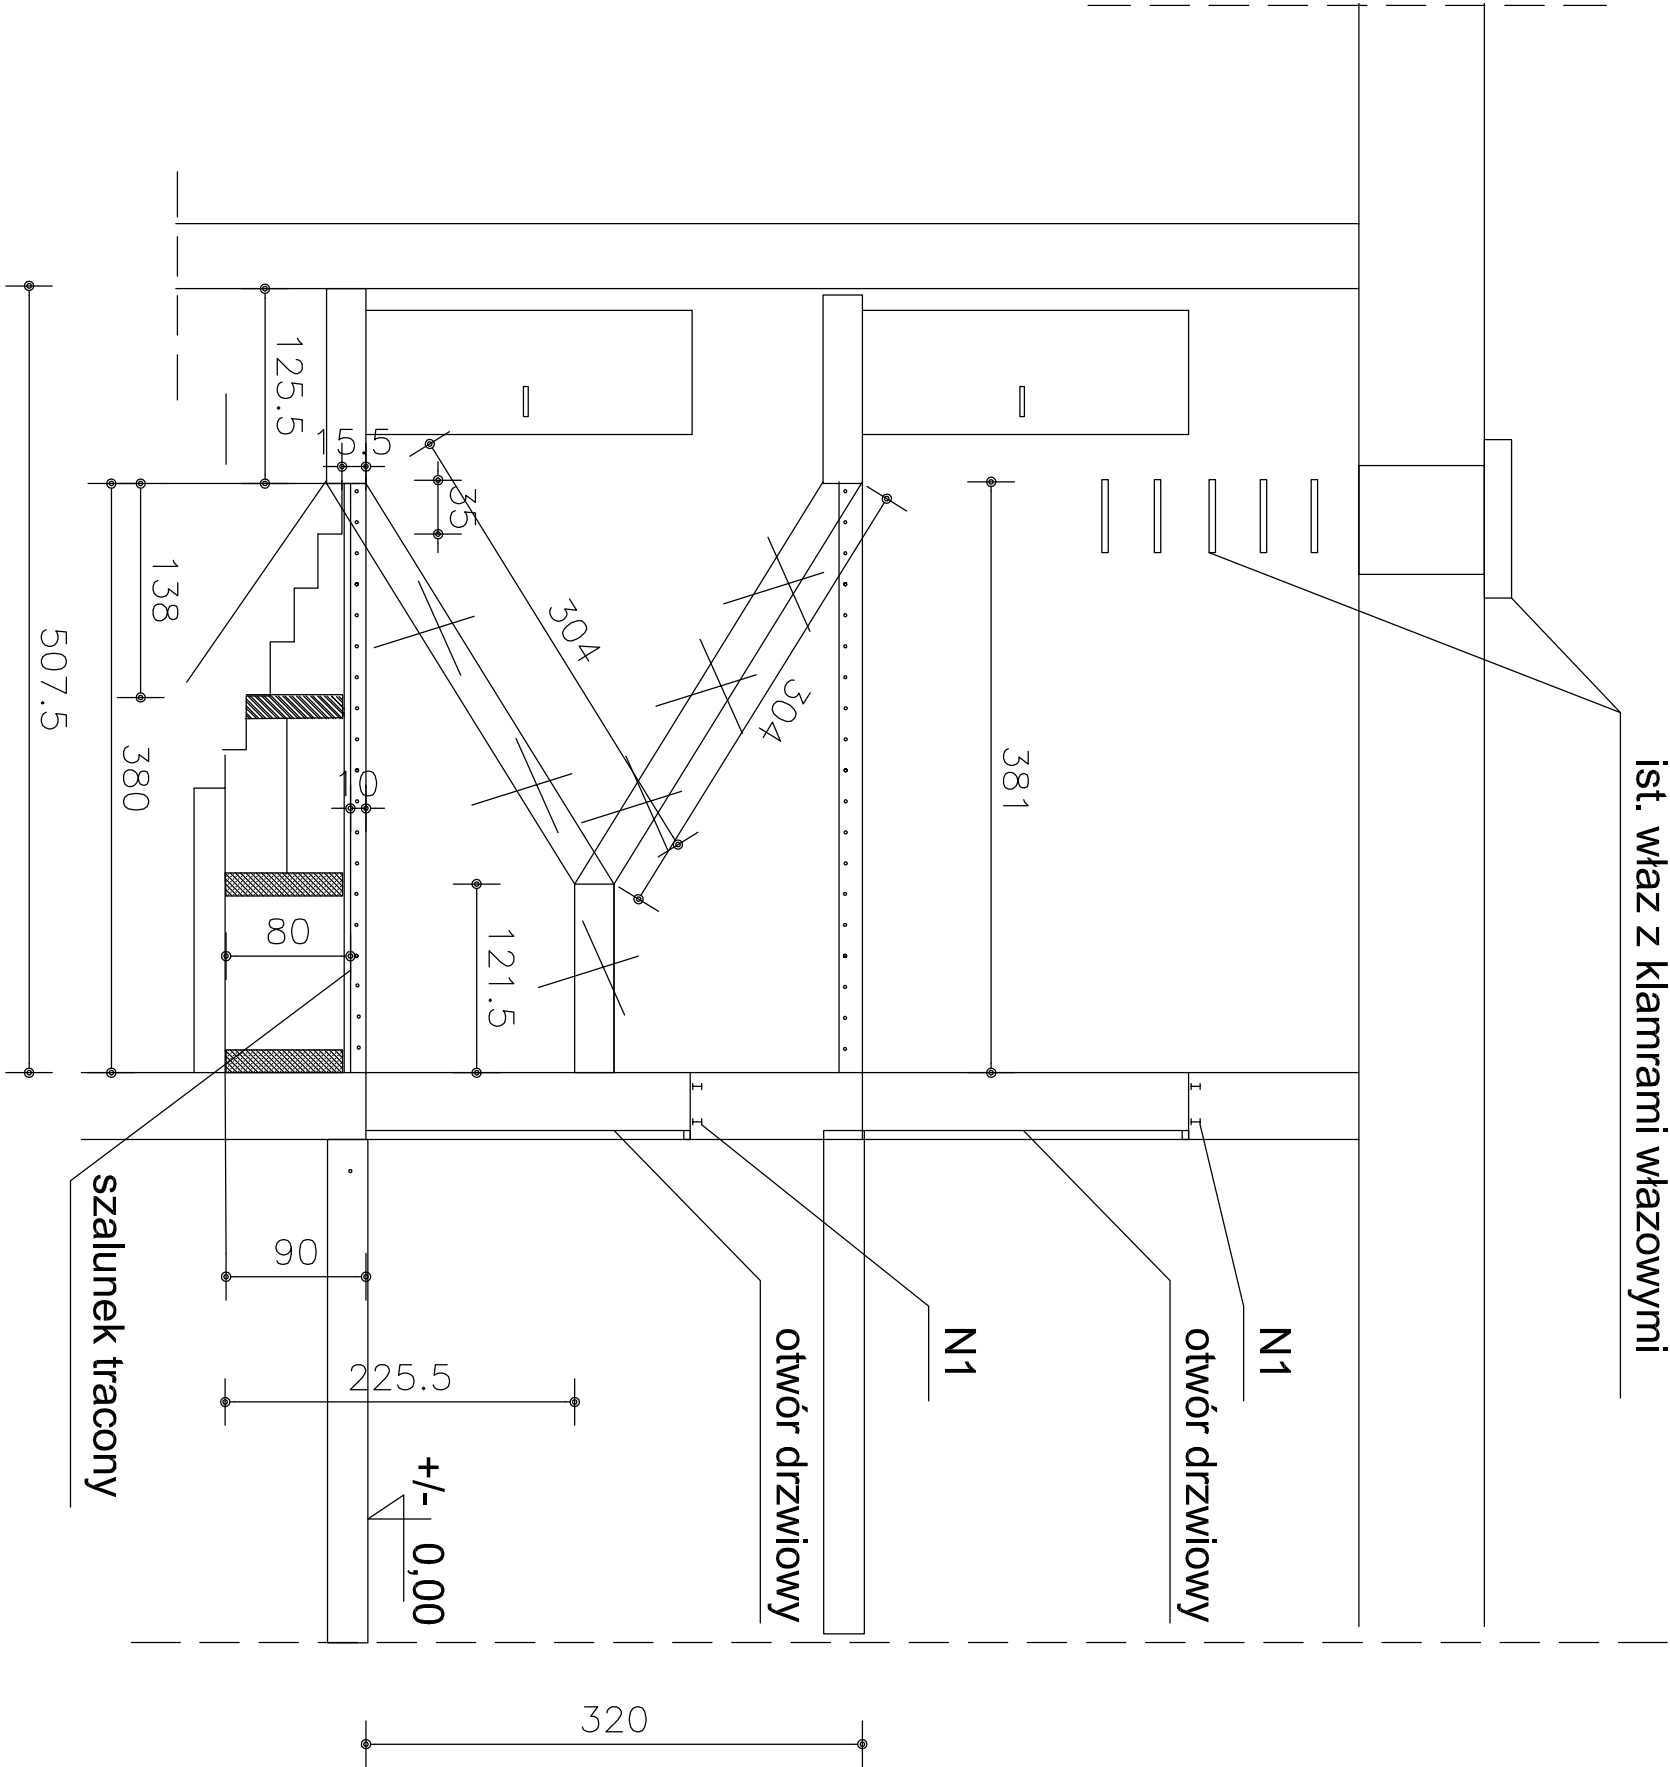 ist. właz z klamrami włazowymi
N1
otwór drzwiowy
N1
otwór drzwiowy
+/- 0,00
szalunek tracony
381
304
304
35
121.5
15.5
125.5
10
138
380
507.5
80
90
225.5
320